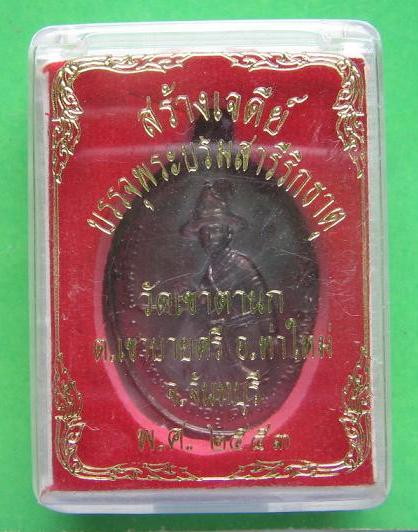 สร้างเจดีย์
บรรจุพระบรมสารีริกธาตุ
วัดเขาตานก
ต.เขาบายศรี อ.ท่าใหม่
จ.จันทบุรี
พ.ศ. ๒๕๕๓